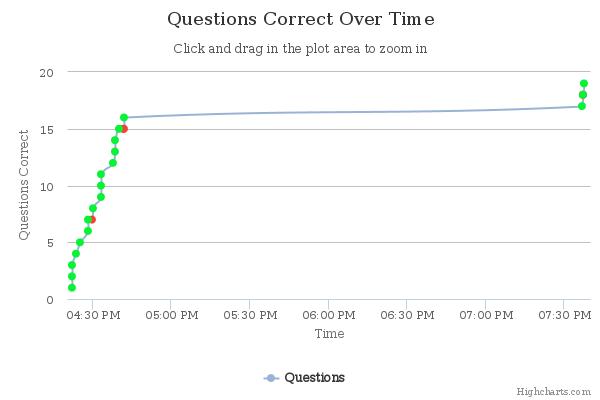 Questions Correct Over Time
Click and drag in the plot area to zoom in
Questions Correct
20
15
10
5
0
04:30 PM 05:00 PM 05:30 PM 06:00 PM 06:30 PM 07:00 PM 07:30 PM
Time
Questions
Highcharts.com